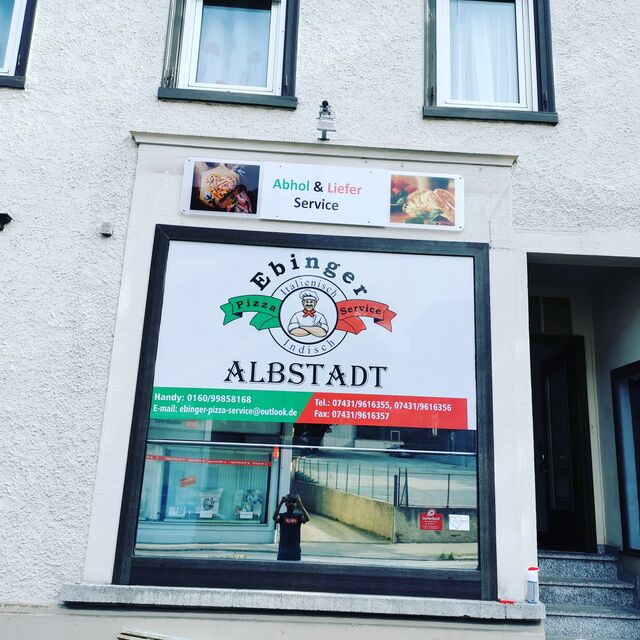 Abhol & Liefer
Service
Ebinger
Italienisch
Pizza Service
Indisch
ALBSTADT
Handy: 0160/99858168
E-mail: ebinger-pizza-service@outlook.de
Tel.: 07431/9616355, 07431/9616356
Fax: 07431/9616357